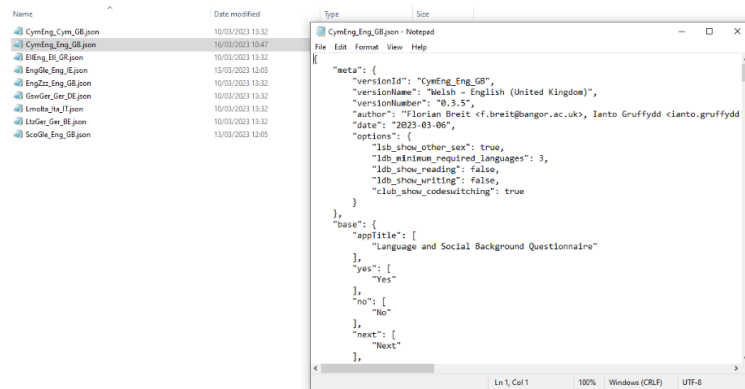 Name Date modified Type Size
CymEng_Cym_GB.json 10/03/2023 13:32
CymEng_Eng_GB.json 16/03/2023 10:47
EllEng_Ell_GR.json 10/03/2023 13:32
EngGle_Eng_IE.json 13/03/2023 12:03
EngZzz_Eng_GB.json 10/03/2023 13:32
GswGer_Ger_DE.json 10/03/2023 13:32
LmoIta_Ita_IT.json 10/03/2023 13:32
LtzGer_Ger_BE.json 10/03/2023 13:32
ScoGle_Eng_GB.json 13/03/2023 12:05
CymEng_Eng_GB.json - Notepad
File Edit Format View Help
{
"meta": {
"versionId": "CymEng_Eng_GB",
"versionName": "Welsh – English (United Kingdom)",
"versionNumber": "0.3.5",
"author": "Florian Breit <f.breit@bangor.ac.uk>, Ianto Gruffydd <ianto.gruffydd
"date": "2023-03-06",
"options": {
"lsb_show_other_sex": true,
"ldb_minimum_required_languages": 3,
"ldb_show_reading": false,
"ldb_show_writing": false,
"club_show_codeswitching": true
}
},
"base": {
"appTitle": [
"Language and Social Background Questionnaire"
],
"yes": [
"Yes"
],
"no": [
"No"
],
"next": [
"Next"
],
Ln 1, Col 1 100% Windows (CRLF) UTF-8